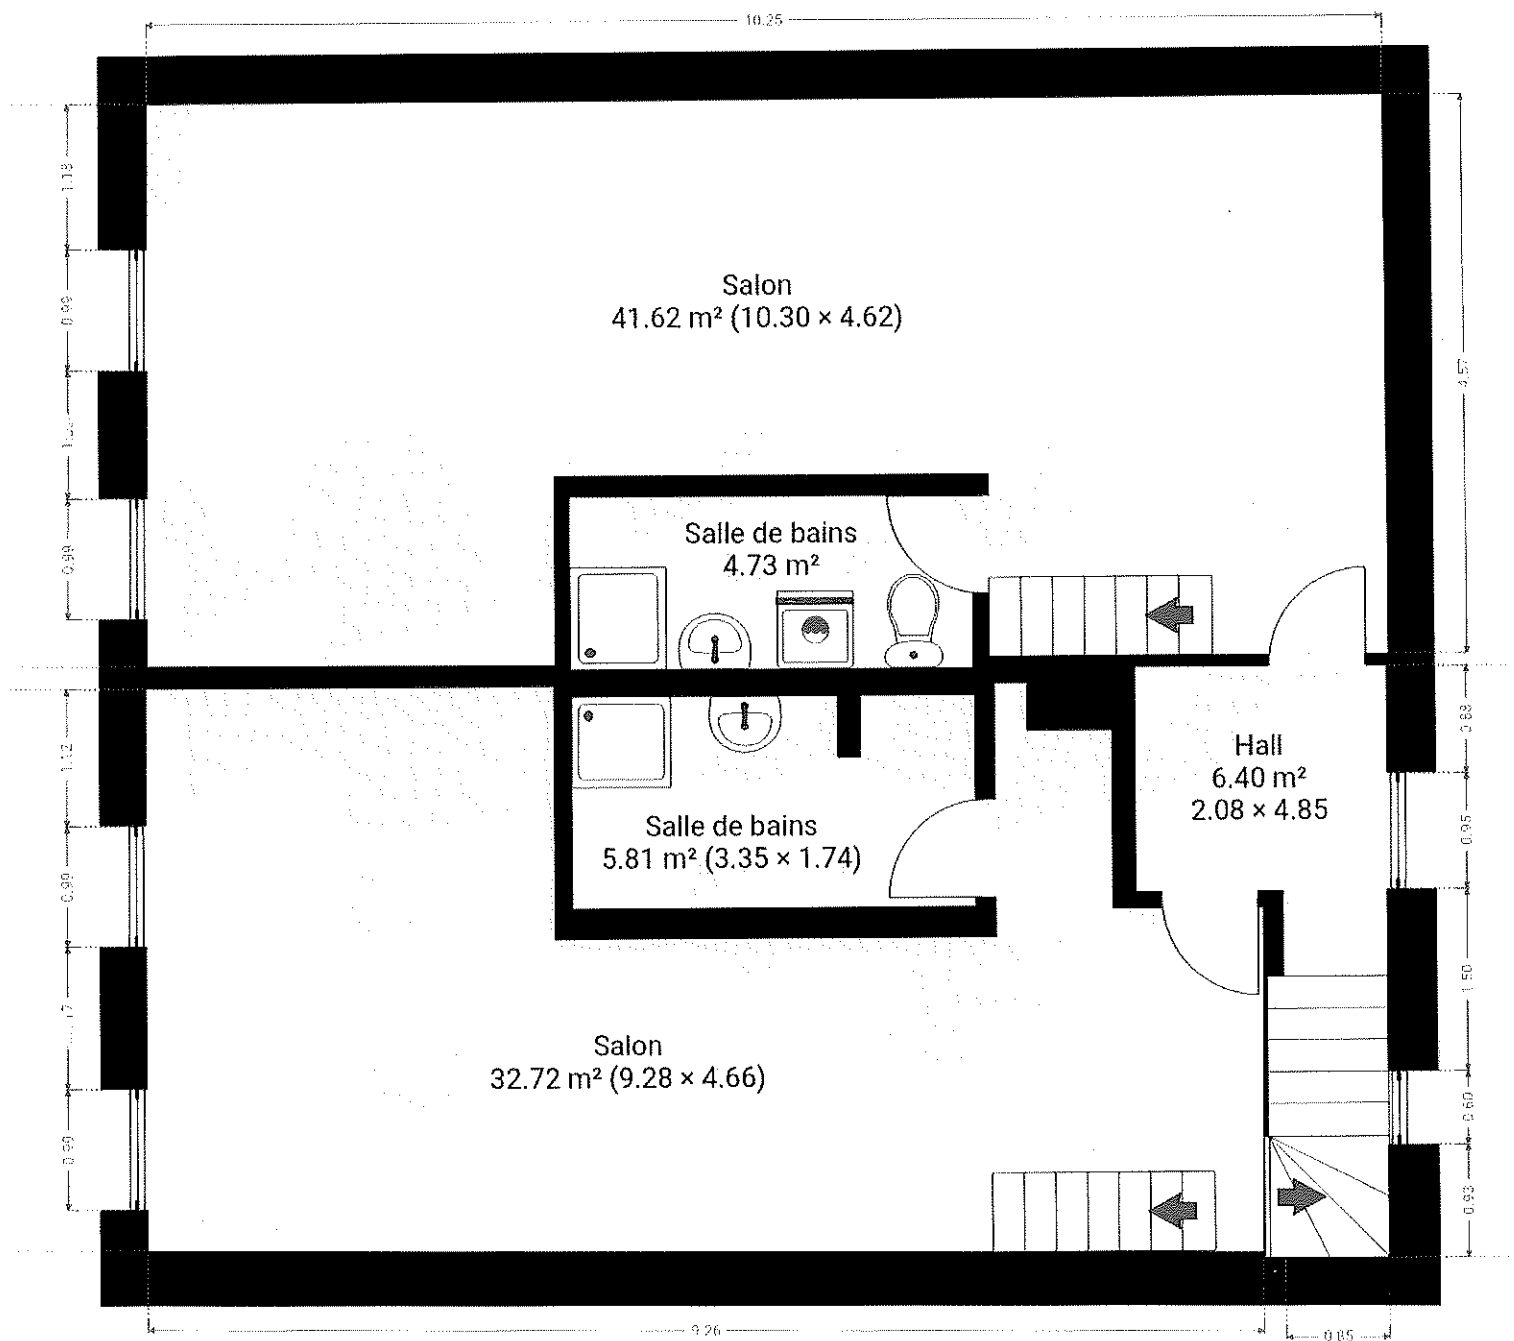 10.25
1.18
0.99
0.99
4.57
Salon
41.62 m² (10.30 × 4.62)
Salle de bains
4.73 m²
1.12
0.99
0.99
Hall
6.40 m²
2.08 × 4.85
0.88
0.95
1.50
0.60
0.93
Salle de bains
5.81 m² (3.35 × 1.74)
Salon
32.72 m² (9.28 × 4.66)
9.26
0.85